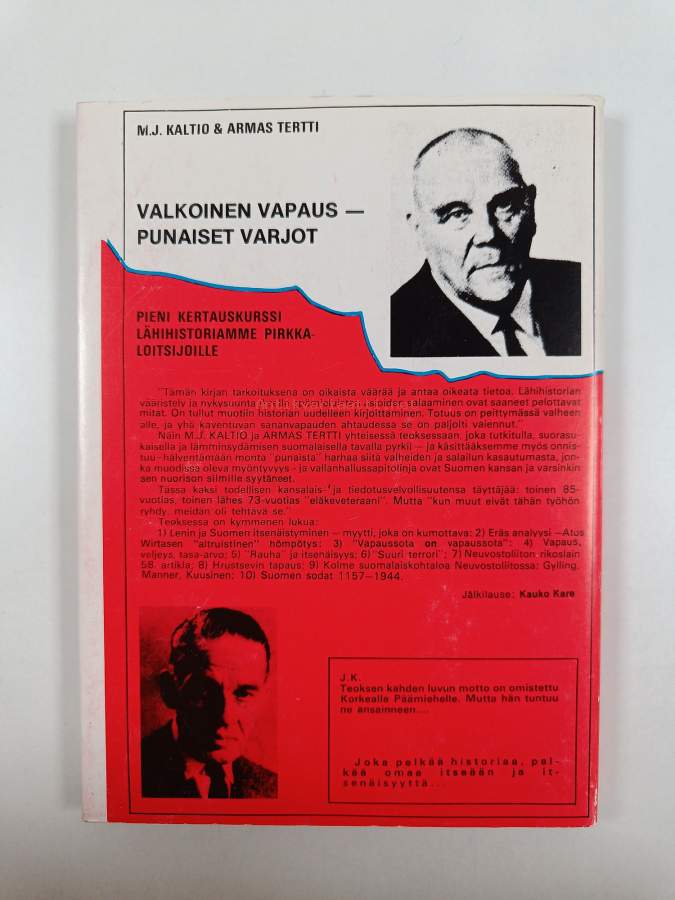 M.J. KALTIO & ARMAS TERTTI
VALKOINEN VAPAUS —
PUNAISET VARJOT
PIENI KERTAUSKURSSI
LÄHIHISTORIAMME PIRKKA-
LOITSIJOILLE
"Tämän kirjan tarkoituksena on oikaista väärää ja antaa oikeata tietoa. Lähihistorian
vääristely ja nykysuunta
mitat. On tullut muotiin historian uudelleen kirjoittaminen. Totuus on peittymässä valheen
alle, ja yhä kaventuvan sananvapauden ahtaudessa se on paljolti vaiennut."
Näin M.J. KALTIO ja ARMAS TERTTI yhteisessä teoksessaan, joka tutkitulla, suorasu-
kaisella ja lämminsydämisen suomalaisella tavalla pyrkii — ja käsittääksemme myös onnis-
tuu-hälventämään monta "punaista" harhaa siitä valheiden ja salailun kasautumasta, jon-
ka muodissa oleva myöntyvyys - ja vallanhallussapitolinja ovat Suomen kansan ja varsinkin
sen nuorison silmille syytäneet.
Tässä kaksi todellisen kansalais- ja tiedotusvelvollisuutensa täyttäjää: toinen 85-
vuotias, toinen lähes 73-vuotias "eläkeveteraani". Mutta "kun muut eivät tähän työhön
ryhdy, meidän oli tehtävä se."
Teoksessa on kymmenen lukua:
1) Lenin ja Suomen itsenäistyminen — myytti, joka on kumottava; 2) Eräs analyysi —Atos
Wirtasen "altruistinen" hömpötys; 3) "Vapaussota on vapaussota"; 4) Vapaus,
veljeys, tasa-arvo; 5) "Rauha" ja itsenäisyys; 6) "Suuri terrori"; 7) Neuvostoliiton rikoslain
58. artikla; 8) Hrustsevin tapaus; 9) Kolme suomalaiskohtaloa Neuvostoliitossa: Gylling,
Manner, Kuusinen; 10) Suomen sodat 1157—1944.
Jälkilause: Kauko Kare
J.K.
Teoksen kahden luvun motto on omistettu
Korkealle Päämiehelle. Mutta hän tuntuu
ne ansainneen....
Joka pelkää historiaa, pel-
kää omaa itseään ja it-
senäisyyttä...